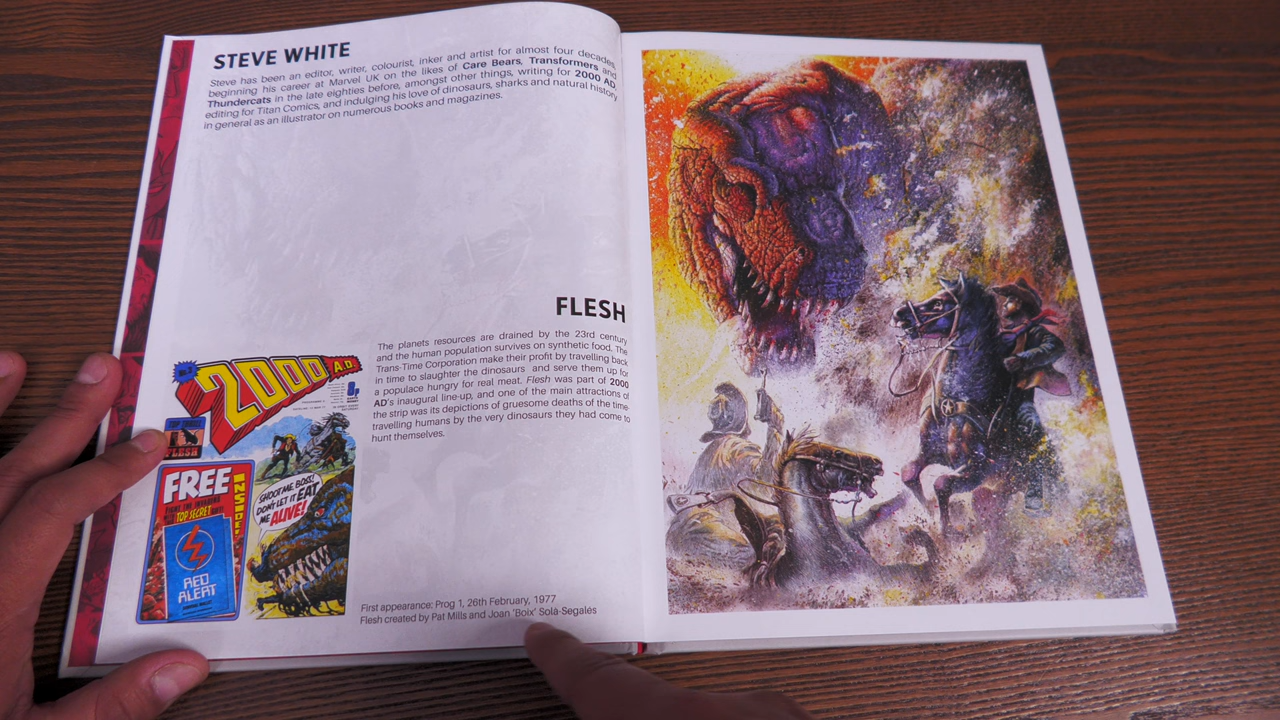 STEVE WHITE
Steve has been an editor, writer, colourist, inker and artist for almost four decades,
beginning his career at Marvel UK on the likes of Care Bears, Transformers and
Thundercats in the late eighties before, amongst other things, writing for 2000 AD,
editing for Titan Comics, and indulging his love of dinosaurs, sharks and natural history
in general as an illustrator on numerous books and magazines.
FLESH
The planets resources are drained by the 23rd century
and the human population survives on synthetic food. The
Trans-Time Corporation make their profit by travelling back
in time to slaughter the dinosaurs and serve them up for
a populace hungry for real meat. Flesh was part of 2000
AD's inaugural line-up, and one of the main attractions of
the strip was its depictions of gruesome deaths of the time
travelling humans by the very dinosaurs they had come to
hunt themselves.
2000 A.D.
8p
FLESH
FREE
INSIDE
TOP SECRET
RED
ALERT
SHOOT ME, BOSS!
DON'T LET IT EAT
ME ALIVE!
First appearance: Prog 1, 26th February, 1977
Flesh created by Pat Mills and Joan 'Boix' Sola-Segales